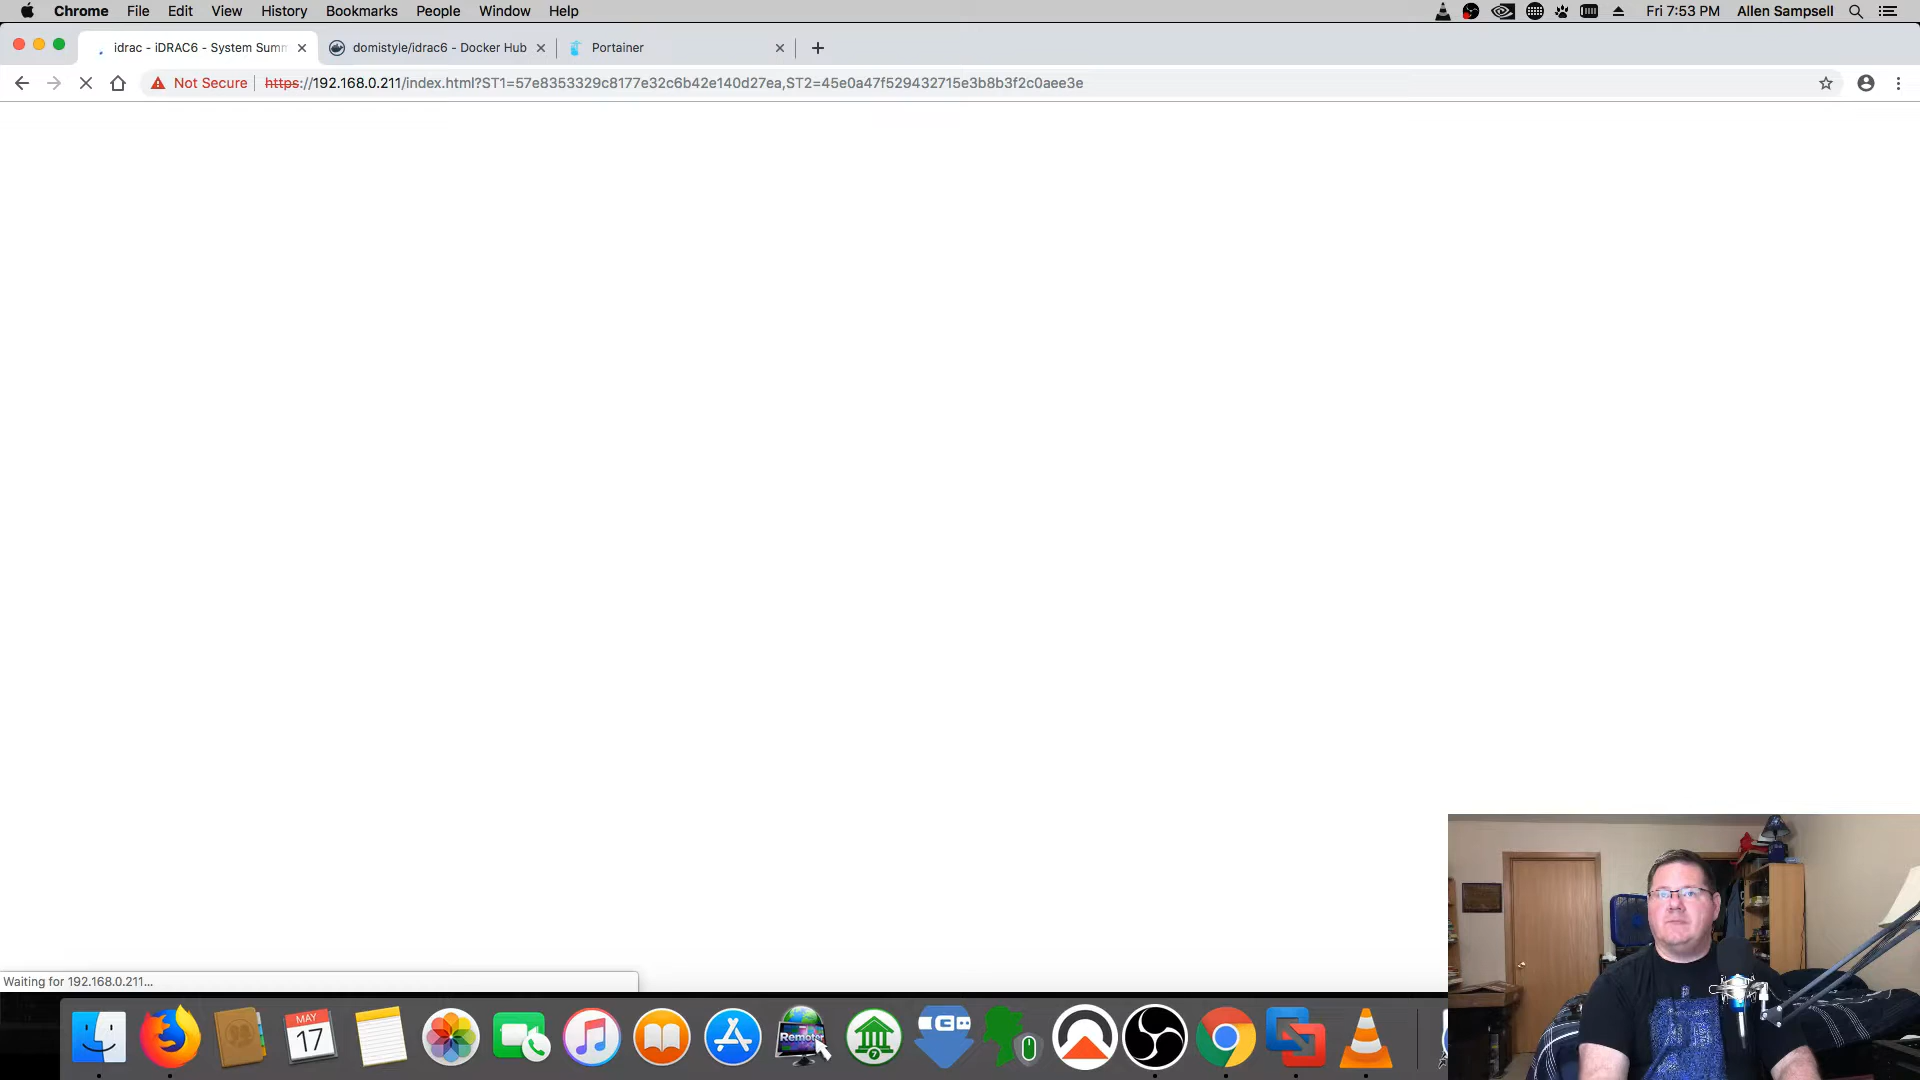 Chrome File Edit View History Bookmarks People Window Help Fri 7:53 PM Allen Sampsell
idrac - iDRAC6 - System Summ domistyle/idrac6 - Docker Hub Portainer
Not Secure https://192.168.0.211/index.html?ST1=57e8353329c8177e32c6b42e140d27ea,ST2=45e0a47f529432715e3b8b3f2c0aee3e
Waiting for 192.168.0.211...
MAY
17
Remoter
7